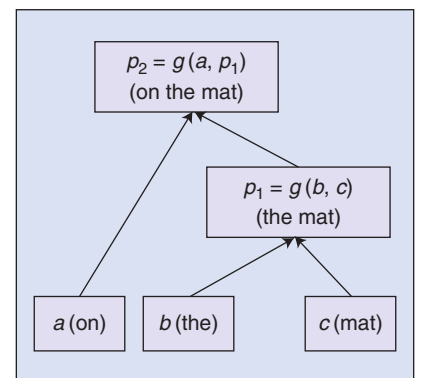 p₂ = g(a, p₁)
(on the mat)
p₁ = g(b, c)
(the mat)
a (on)
b (the)
c (mat)